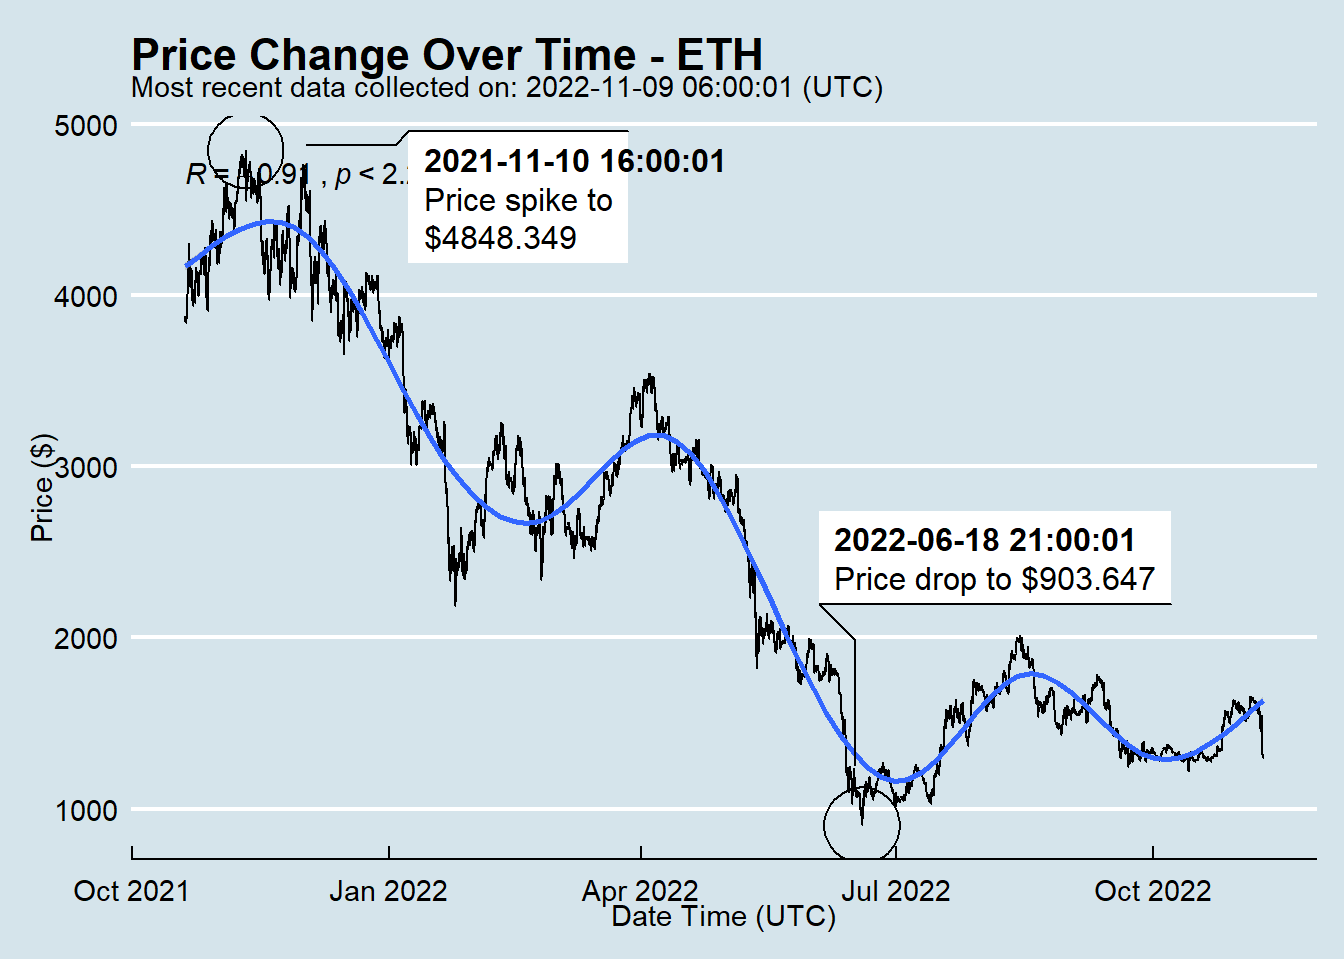 Price Change Over Time - ETH
Most recent data collected on: 2022-11-09 06:00:01 (UTC)
5000
4000
3000
2000
1000
Price ($)
R = 0.91, p < 2.
2021-11-10 16:00:01
Price spike to
$4848.349
2022-06-18 21:00:01
Price drop to $903.647
Oct 2021
Jan 2022
Apr 2022
Jul 2022
Oct 2022
Date Time (UTC)